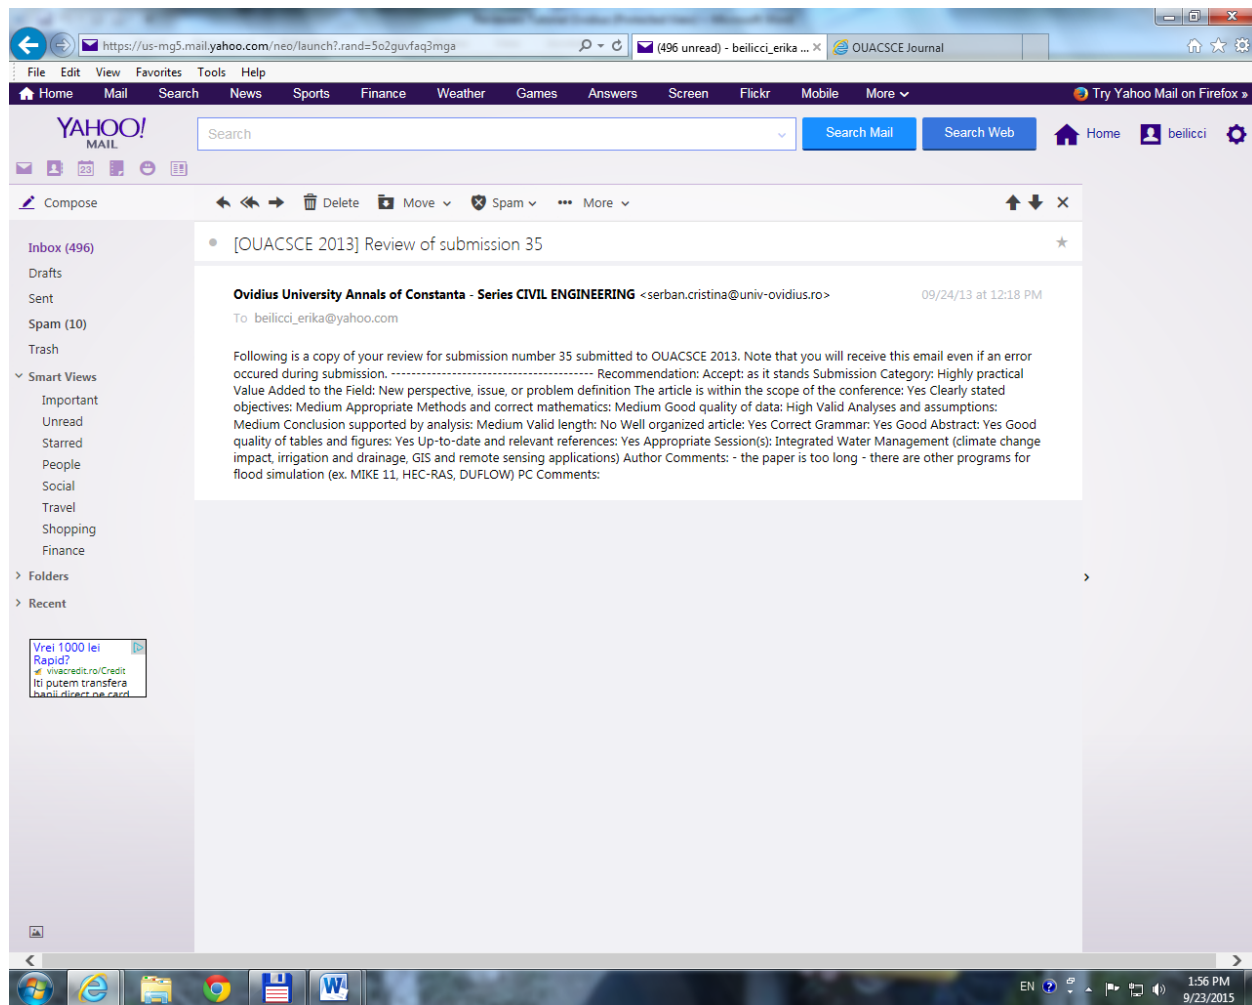 https://us-mg5.mail.yahoo.com/neo/launch?.rand=5o2guvfaq3mga
(496 unread) - beilicci_erika ...
OUACSCE Journal
File Edit View Favorites Tools Help
Home Mail Search News Sports Finance Weather Games Answers Screen Flickr Mobile More
Try Yahoo Mail on Firefox »
YAHOO!
MAIL
Search
Search Mail
Search Web
Home
beilicci
23
Compose
Delete Move Spam More
Inbox (496)
Drafts
Sent
Spam (10)
Trash
Smart Views
Important
Unread
Starred
People
Social
Travel
Shopping
Finance
Folders
Recent
[OUACSCE 2013] Review of submission 35
Ovidius University Annals of Constanta - Series CIVIL ENGINEERING <serban.cristina@univ-ovidius.ro>
09/24/13 at 12:18 PM
To beilicci_erika@yahoo.com
Following is a copy of your review for submission number 35 submitted to OUACSCE 2013. Note that you will receive this email even if an error
occured during submission. ---------------------------------------- Recommendation: Accept: as it stands Submission Category: Highly practical
Value Added to the Field: New perspective, issue, or problem definition The article is within the scope of the conference: Yes Clearly stated
objectives: Medium Appropriate Methods and correct mathematics: Medium Good quality of data: High Valid Analyses and assumptions:
Medium Conclusion supported by analysis: Medium Valid length: No Well organized article: Yes Correct Grammar: Yes Good Abstract: Yes Good
quality of tables and figures: Yes Up-to-date and relevant references: Yes Appropriate Session(s): Integrated Water Management (climate change
impact, irrigation and drainage, GIS and remote sensing applications) Author Comments: - the paper is too long - there are other programs for
flood simulation (ex. MIKE 11, HEC-RAS, DUFLOW) PC Comments:
Vrei 1000 lei
Rapid?
vivacredit.ro/Credit
Iti putem transfera
banii direct pe card
EN
1:56 PM
9/23/2015